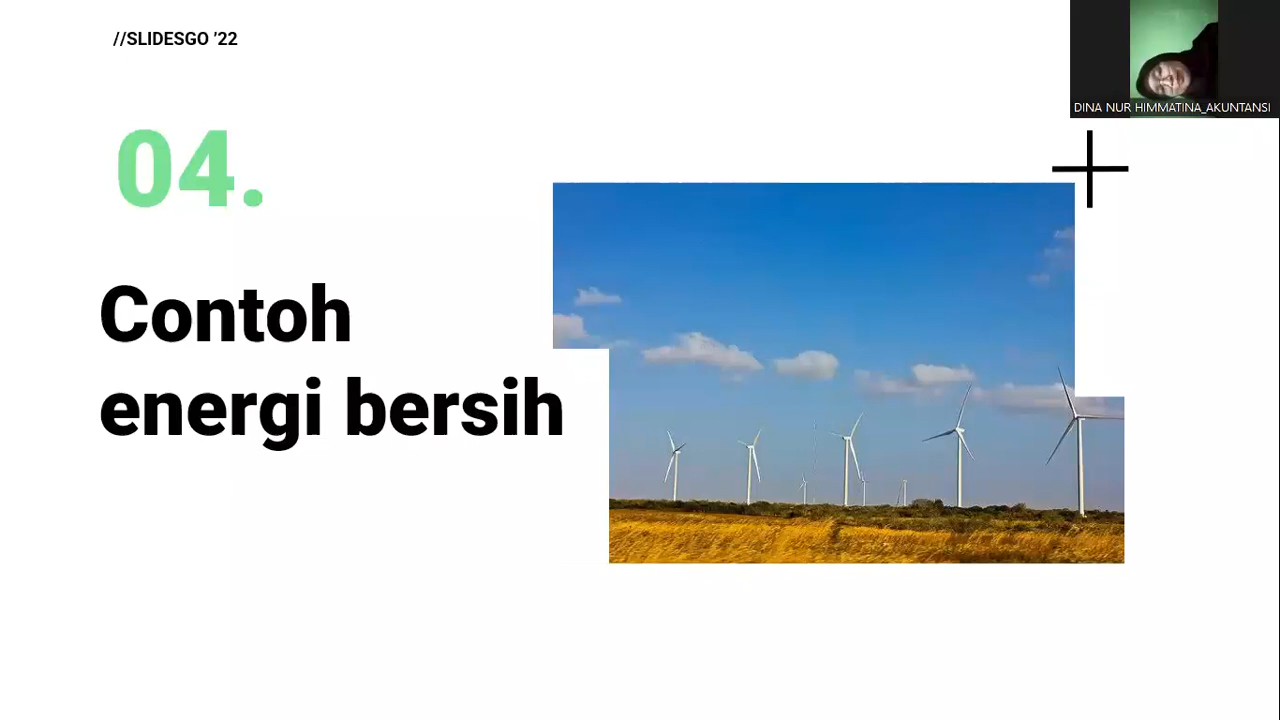 //SLIDESGO ’22
DINA NUR HIMMATINA_AKUNTANSI
04.
Contoh
energi bersih